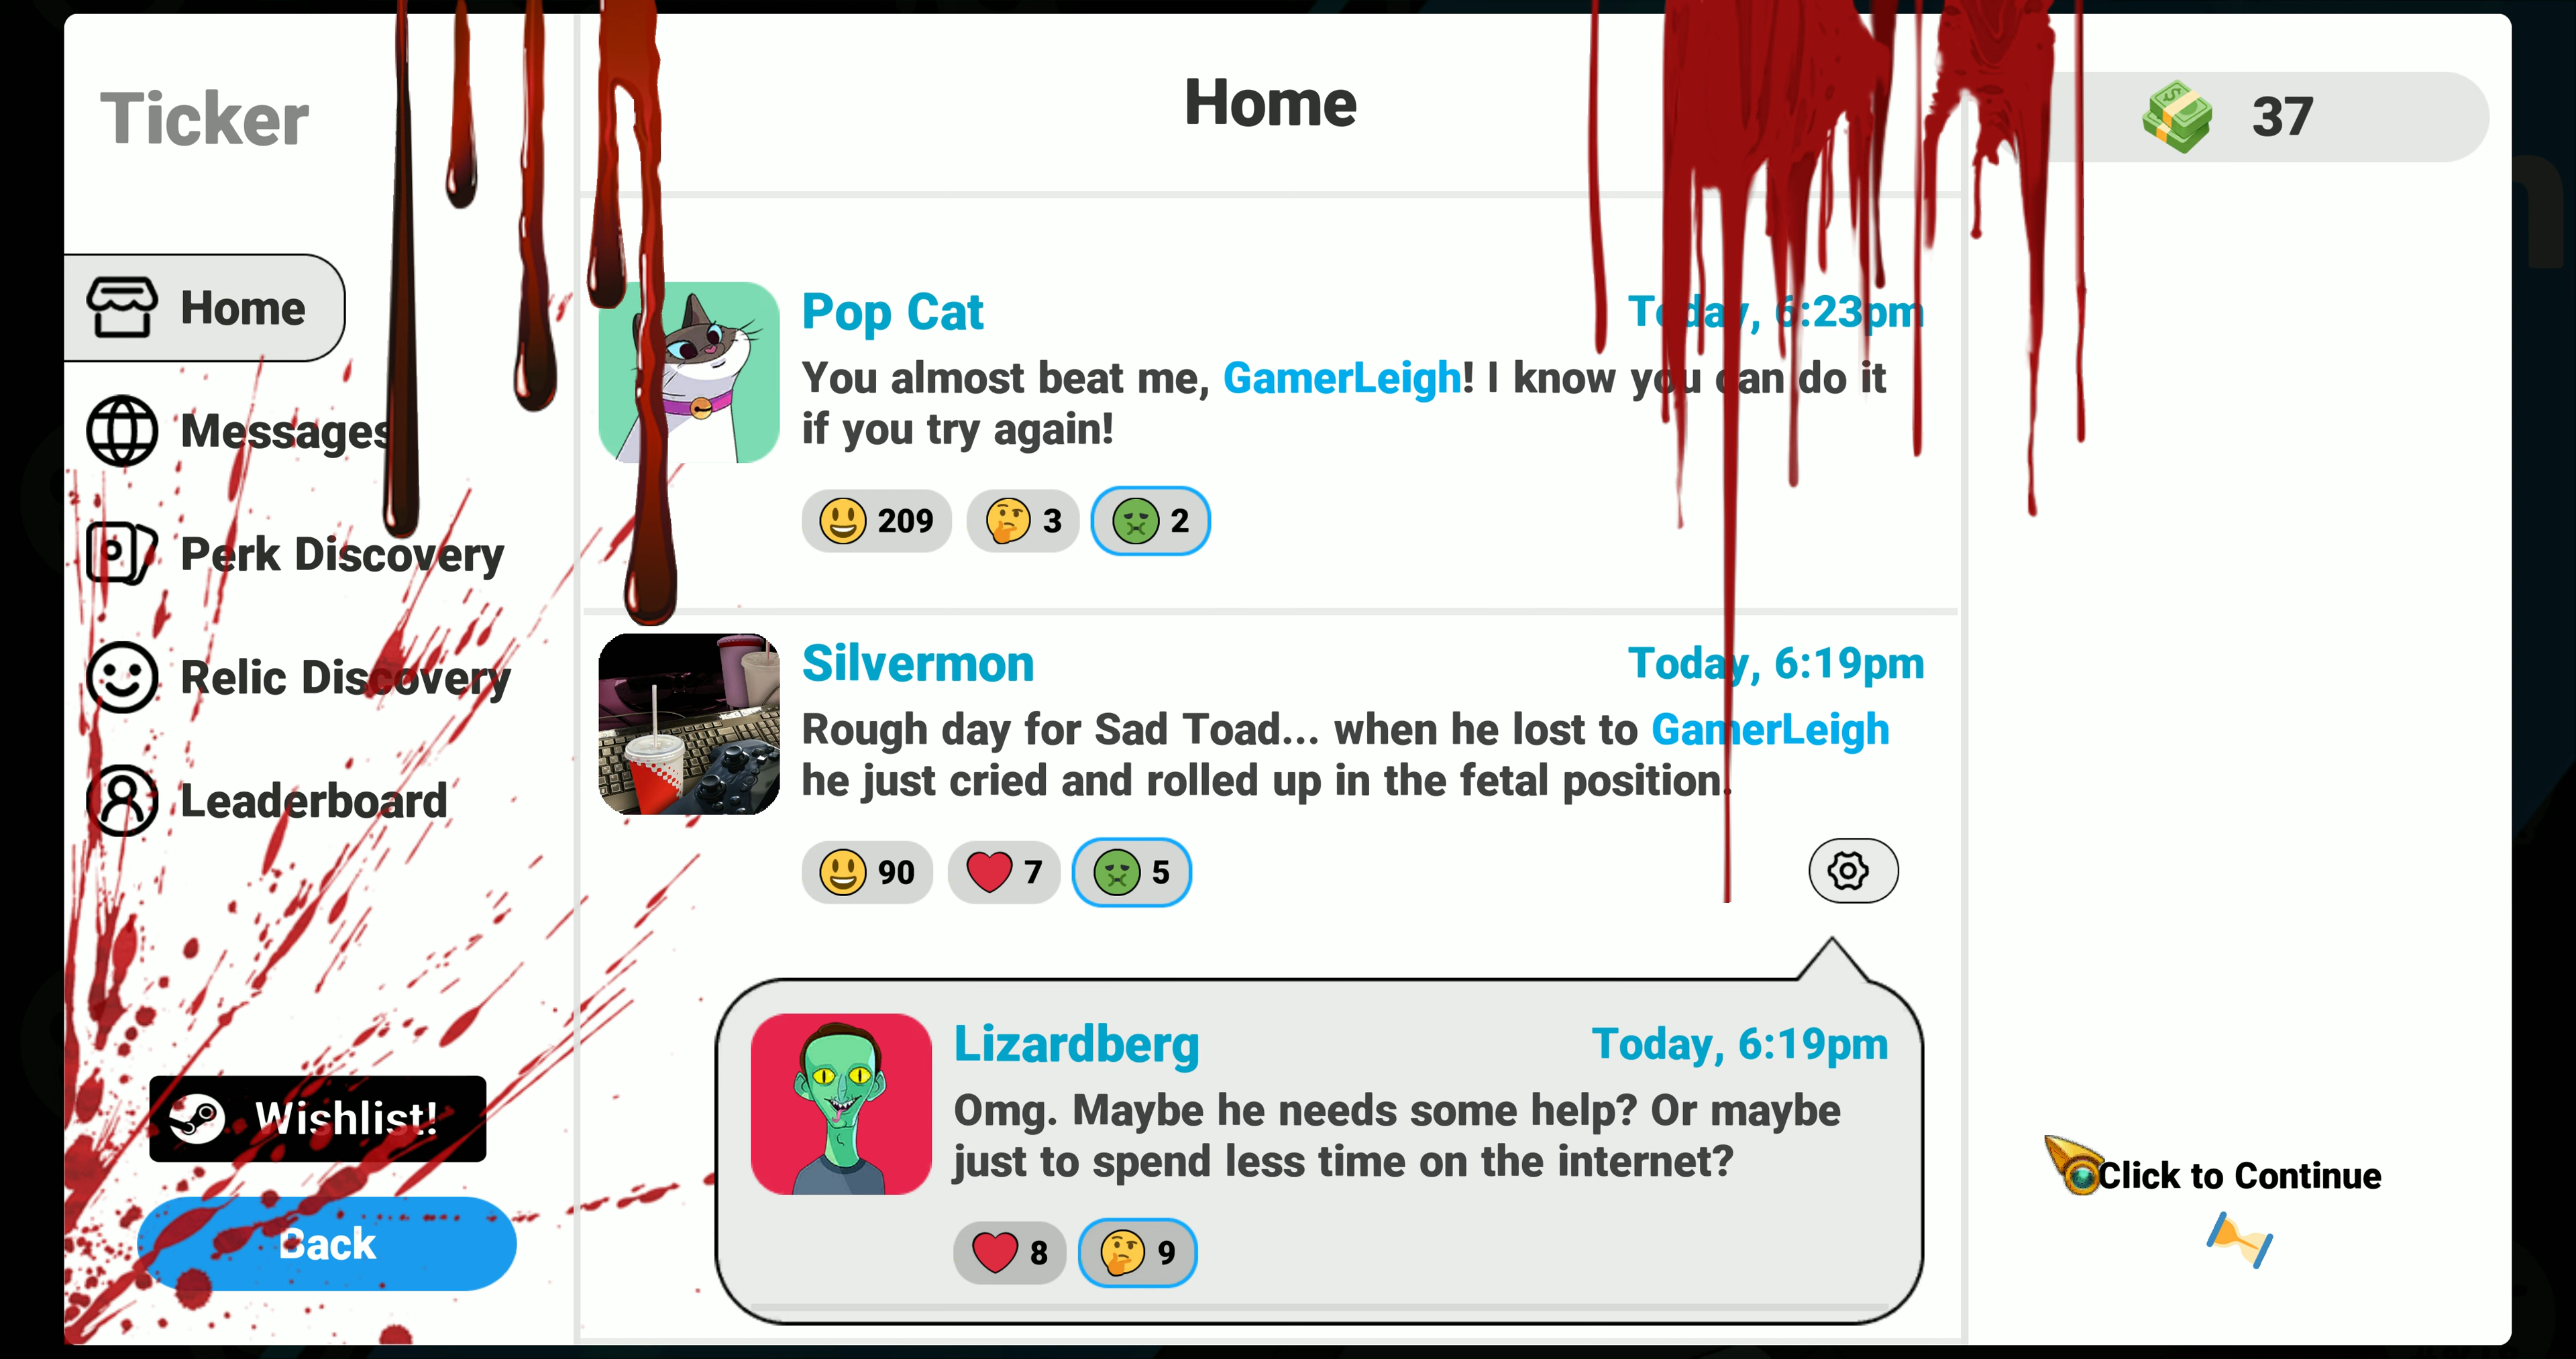 Ticker
Home
37
Home
Messages
Perk Discovery
Relic Discovery
Leaderboard
Wishlist!
Back
Pop Cat
Today, 6:23pm
You almost beat me, GamerLeigh! I know you can do it
if you try again!
209 3 2
Silvermon
Today, 6:19pm
Rough day for Sad Toad... when he lost to GamerLeigh
he just cried and rolled up in the fetal position.
90 7 5
Lizardberg
Today, 6:19pm
Omg. Maybe he needs some help? Or maybe
just to spend less time on the internet?
8 9
Click to Continue